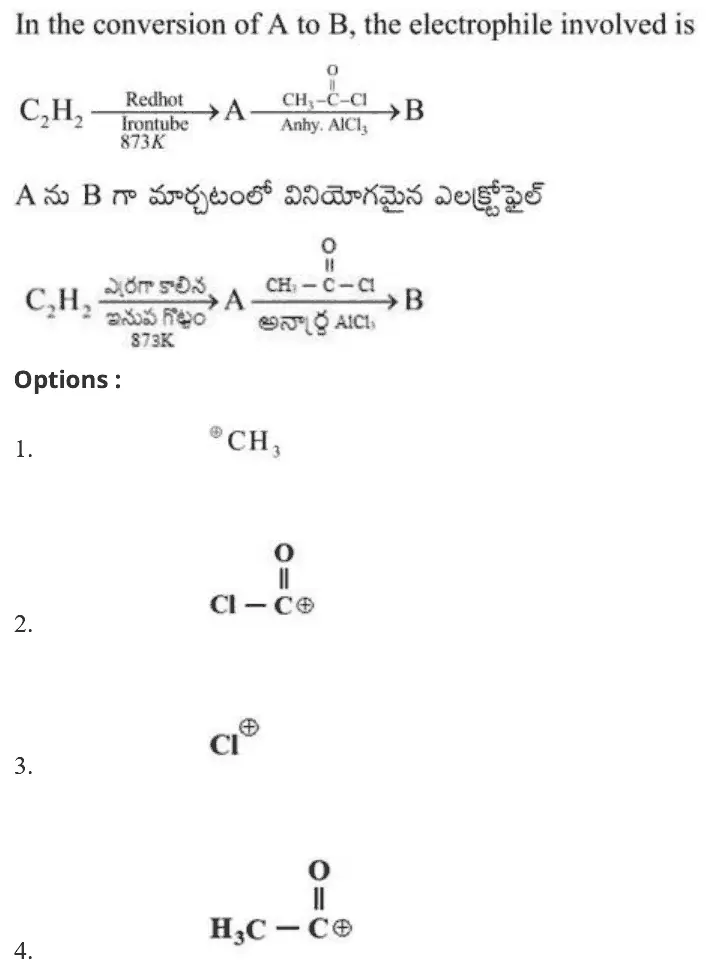 In the conversion of A to B, the electrophile involved is
O
||
C₂H₂ Redhot → A CH₃–C–Cl → B
Irontube Anhy. AlCl₃
873K
A ను B గా మార్చటంలో వినియోగమైన ఎలక్ట్రోఫైల్
O
||
C₂H₂ ఎర్రగా కాలిన → A CH₃ – C – Cl → B
ఇనుప గొట్టం అనార్ద్ర AlCl₃
873K
Options :
1. ⊕CH₃
O
||
2. Cl – C⊕
3. Cl⊕
O
||
4. H₃C – C⊕